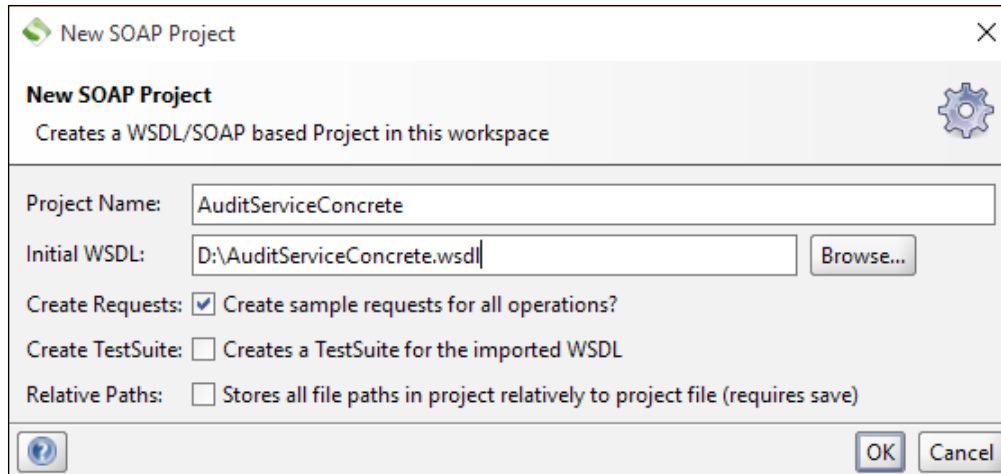 New SOAP Project
New SOAP Project
Creates a WSDL/SOAP based Project in this workspace
Project Name: AuditServiceConcrete
Initial WSDL: D:\AuditServiceConcrete.wsdl Browse...
Create Requests: Create sample requests for all operations?
Create TestSuite: Creates a TestSuite for the imported WSDL
Relative Paths: Stores all file paths in project relatively to project file (requires save)
? OK Cancel